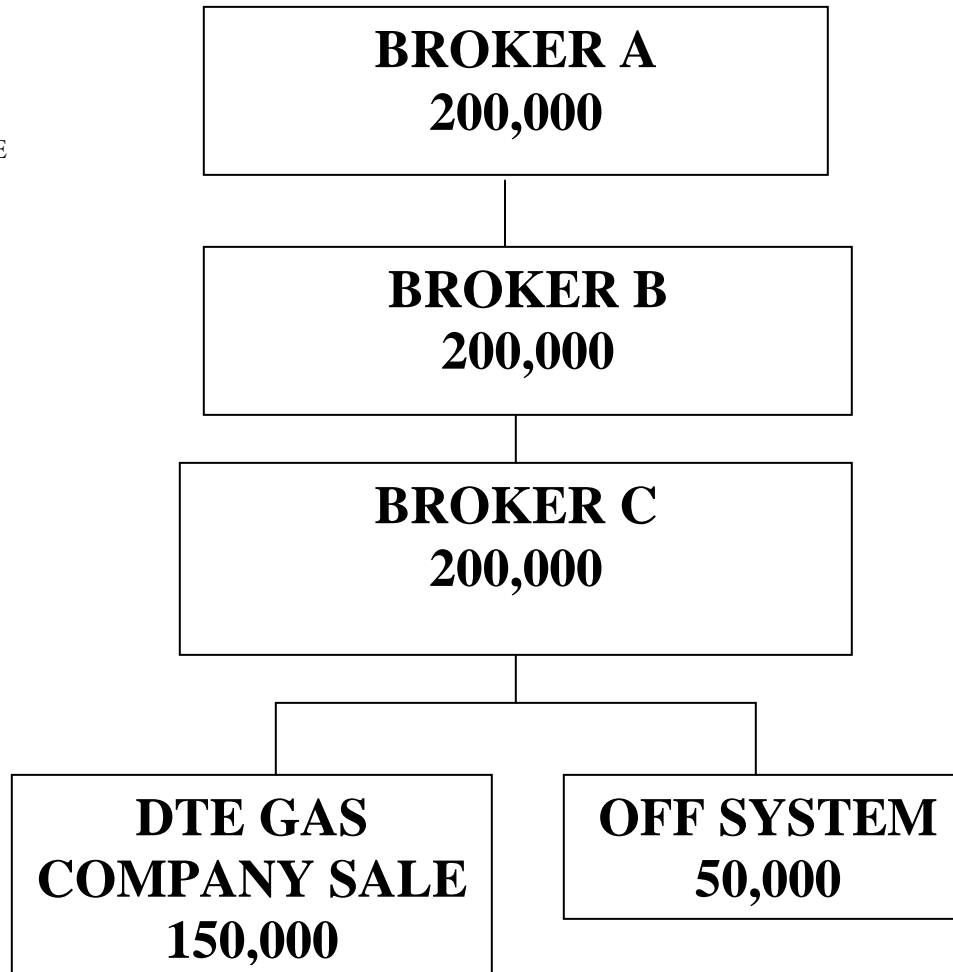 BROKER A
200,000
E
BROKER B
200,000
BROKER C
200,000
DTE GAS
COMPANY SALE
150,000
OFF SYSTEM
50,000